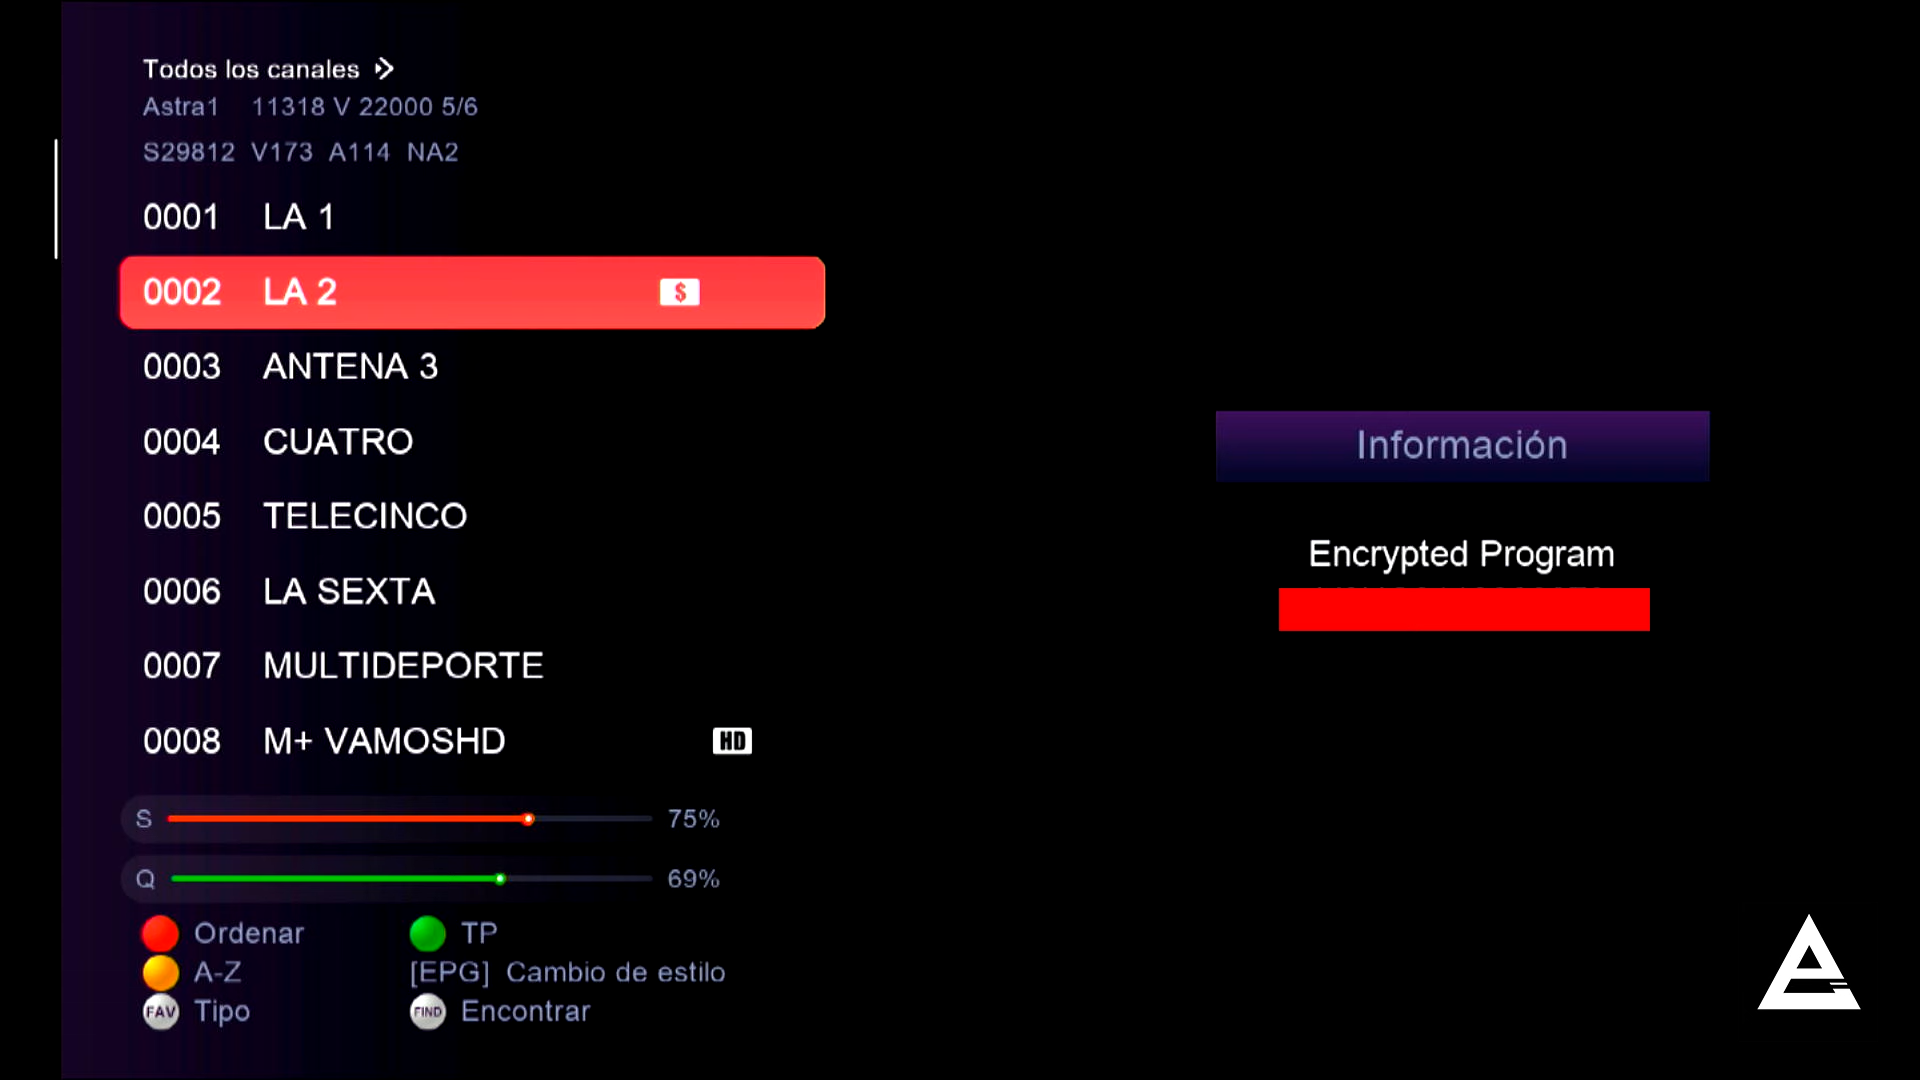 Todos los canales
Astra1 11318 V 22000 5/6
S29812 V173 A114 NA2
0001 LA 1
0002 LA 2 $
0003 ANTENA 3
0004 CUATRO
0005 TELECINCO
0006 LA SEXTA
0007 MULTIDEPORTE
0008 M+ VAMOSHD HD
S 75%
Q 69%
Ordenar TP
A-Z [EPG] Cambio de estilo
FAV Tipo FIND Encontrar
Información
Encrypted Program